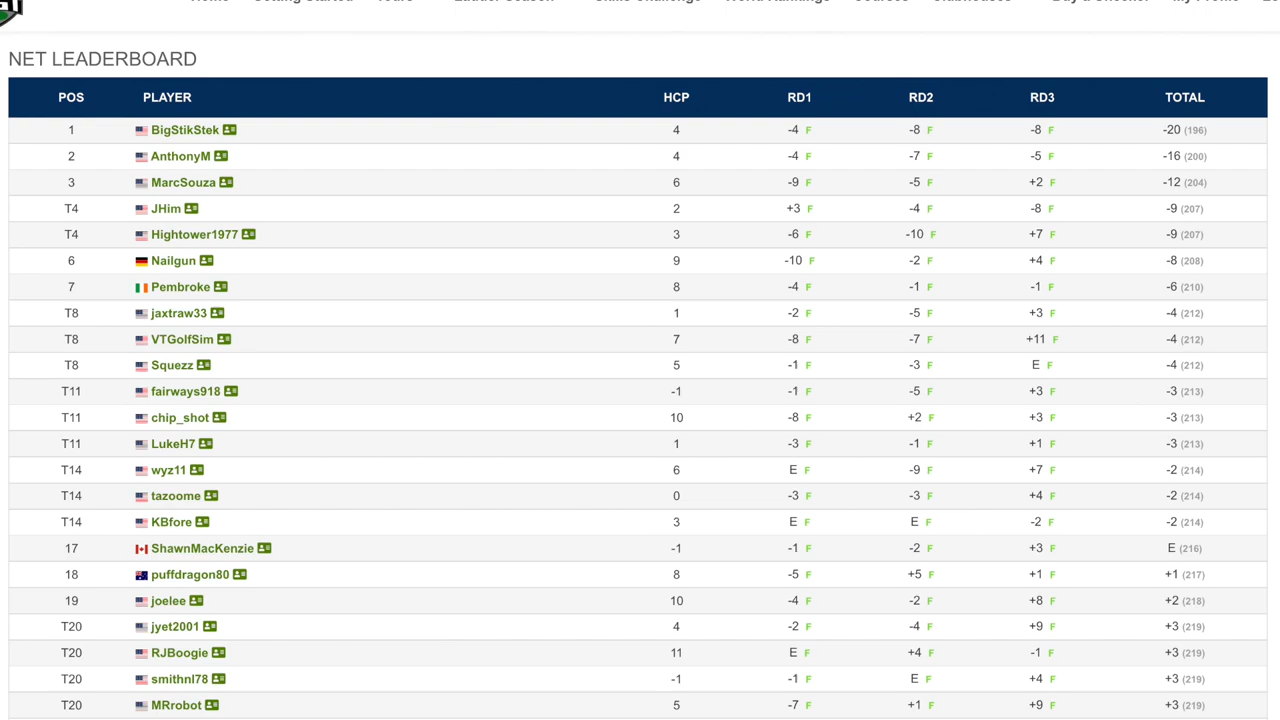 NET LEADERBOARD
POS PLAYER HCP RD1 RD2 RD3 TOTAL
1 BigStikStek 4 -4 F -8 F -8 F -20 (196)
2 AnthonyM 4 -4 F -7 F -5 F -16 (200)
3 MarcSouza 6 -9 F -5 F +2 F -12 (204)
T4 JHim 2 +3 F -4 F -8 F -9 (207)
T4 Hightower1977 3 -6 F -10 F +7 F -9 (207)
6 Nailgun 9 -10 F -2 F +4 F -8 (208)
7 Pembroke 8 -4 F -1 F -1 F -6 (210)
T8 jaxtraw33 1 -2 F -5 F +3 F -4 (212)
T8 VTGolfSim 7 -8 F -7 F +11 F -4 (212)
T8 Squezz 5 -1 F -3 F E F -4 (212)
T11 fairways918 -1 -1 F -5 F +3 F -3 (213)
T11 chip_shot 10 -8 F +2 F +3 F -3 (213)
T11 LukeH7 1 -3 F -1 F +1 F -3 (213)
T14 wyz11 6 E F -9 F +7 F -2 (214)
T14 tazoome 0 -3 F -3 F +4 F -2 (214)
T14 KBfore 3 E F E F -2 F -2 (214)
17 ShawnMacKenzie -1 -1 F -2 F +3 F E (216)
18 puffdragon80 8 -5 F +5 F +1 F +1 (217)
19 joelee 10 -4 F -2 F +8 F +2 (218)
T20 jyet2001 4 -2 F -4 F +9 F +3 (219)
T20 RJBoogie 11 E F +4 F -1 F +3 (219)
T20 smithnl78 -1 -1 F E F +4 F +3 (219)
T20 MRrobot 5 -7 F +1 F +9 F +3 (219)